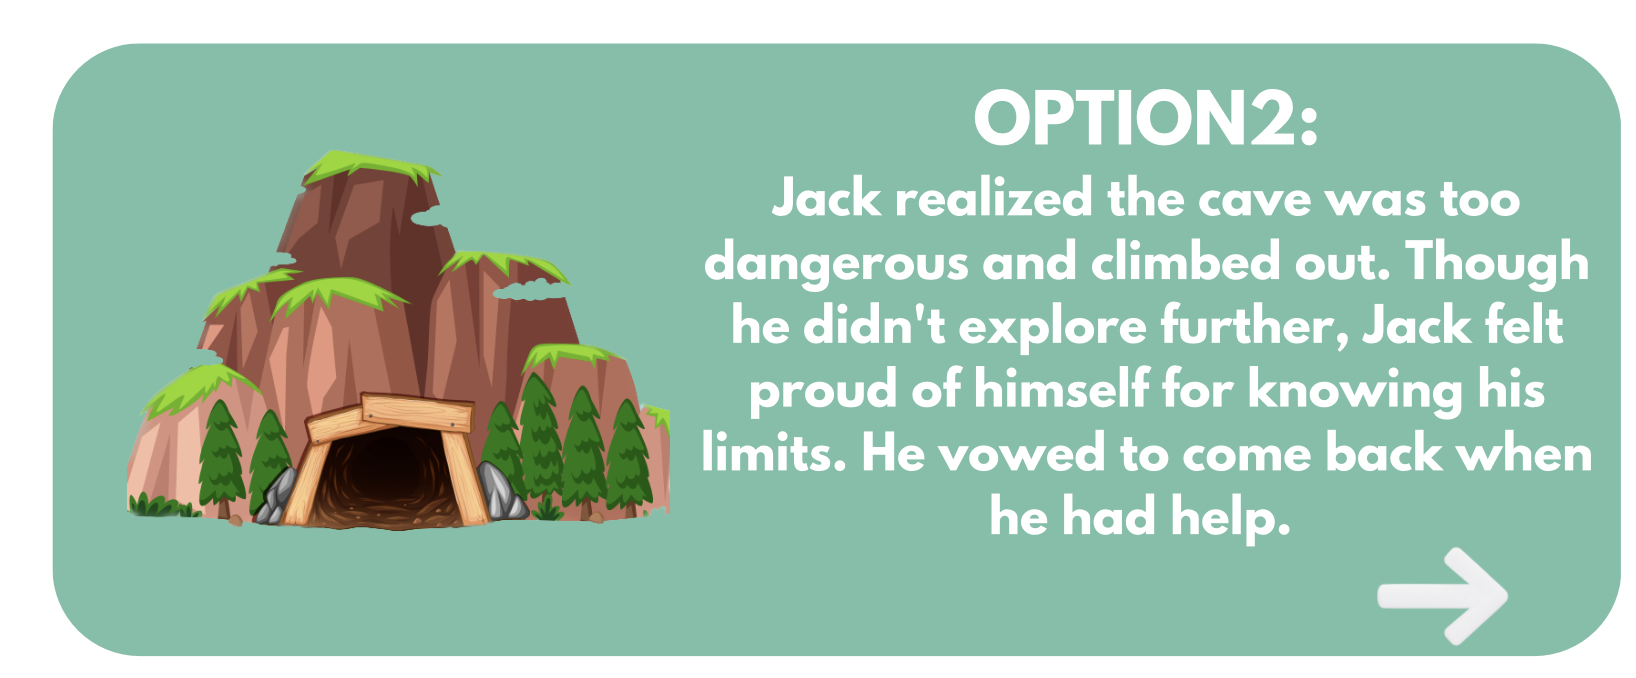 OPTION2:
Jack realized the cave was too
dangerous and climbed out. Though
he didn't explore further, Jack felt
proud of himself for knowing his
limits. He vowed to come back when
he had help.